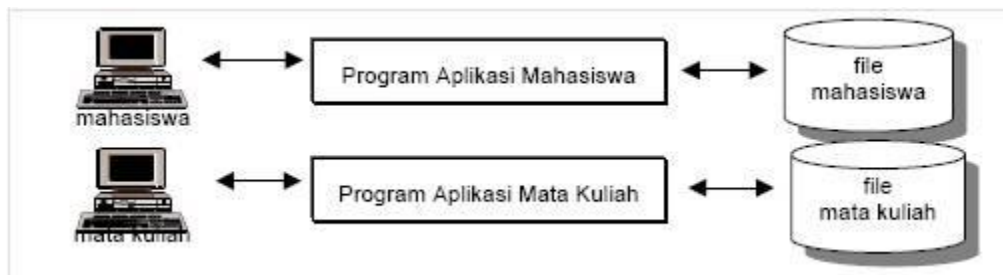 mahasiswa
Program Aplikasi Mahasiswa
file
mahasiswa
mata kuliah
Program Aplikasi Mata Kuliah
file
mata kuliah